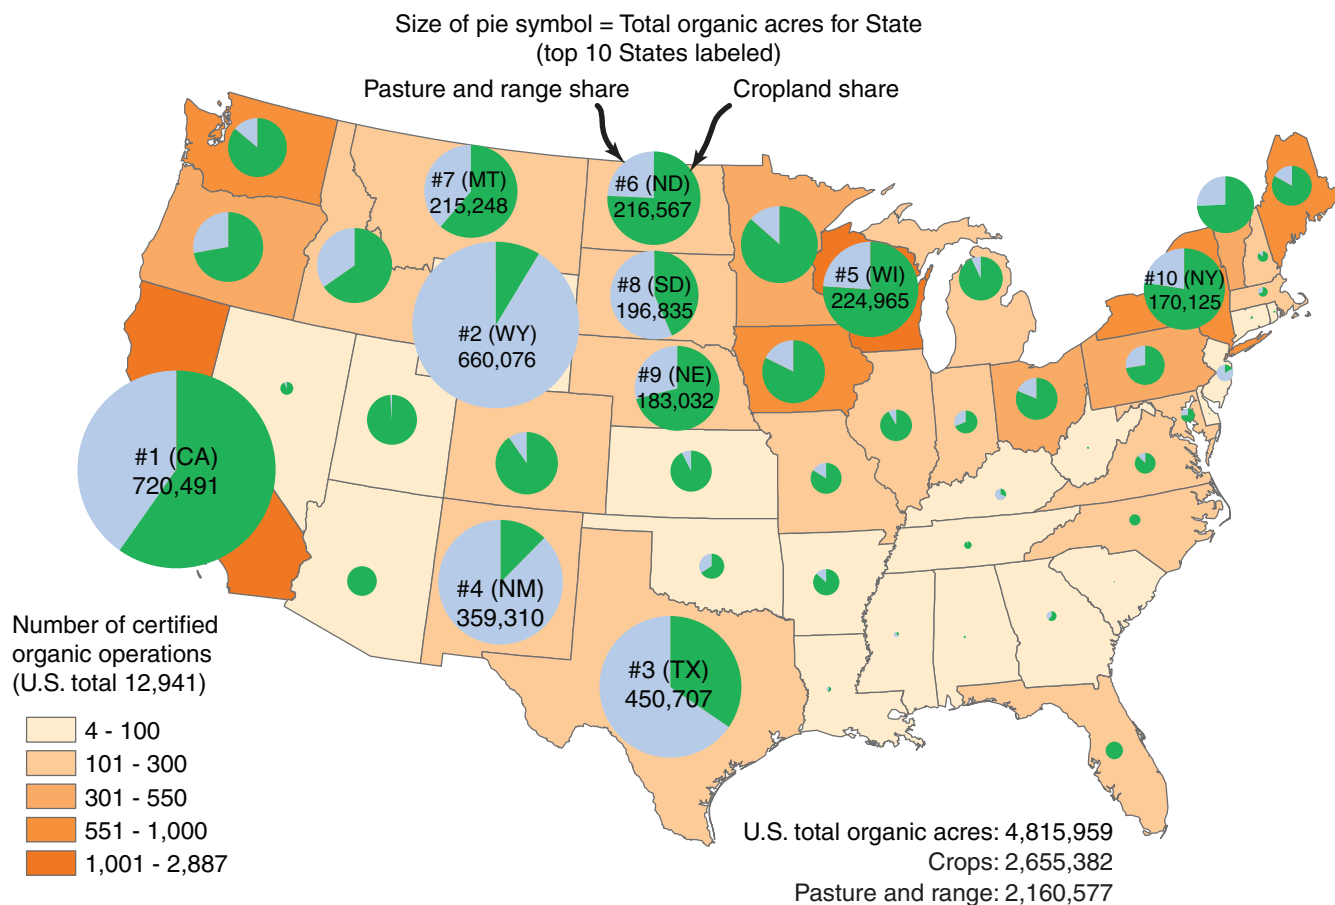 Size of pie symbol = Total organic acres for State
(top 10 States labeled)
Pasture and range share
Cropland share
#7 (MT)
215,248
#6 (ND)
216,567
#5 (WI)
224,965
#10 (NY)
170,125
#8 (SD)
196,835
#2 (WY)
660,076
#9 (NE)
183,032
#1 (CA)
720,491
#4 (NM)
359,310
#3 (TX)
450,707
Number of certified
organic operations
(U.S. total 12,941)
4 - 100
101 - 300
301 - 550
551 - 1,000
1,001 - 2,887
U.S. total organic acres: 4,815,959
Crops: 2,655,382
Pasture and range: 2,160,577